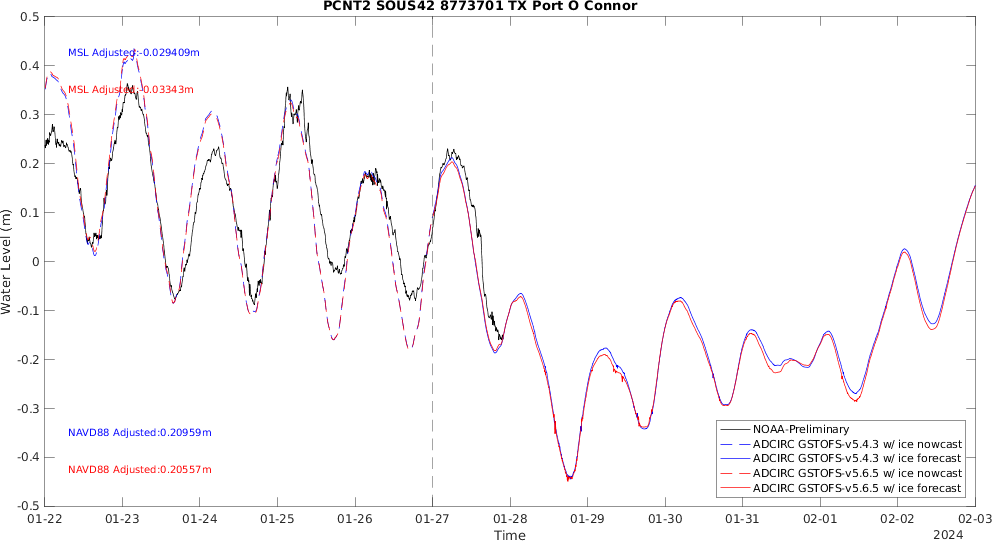 PCNT2 SOUS42 8773701 TX Port O Connor
0.5
0.4
0.3
0.2
0.1
0
-0.1
-0.2
-0.3
-0.4
-0.5
Water Level (m)
MSL Adjusted:-0.029409m
MSL Adjusted:-0.03343m
NAVD88 Adjusted:0.20959m
NAVD88 Adjusted:0.20557m
NOAA-Preliminary
ADCIRC GSTOFS-v5.4.3 w/ ice nowcast
ADCIRC GSTOFS-v5.4.3 w/ ice forecast
ADCIRC GSTOFS-v5.6.5 w/ ice nowcast
ADCIRC GSTOFS-v5.6.5 w/ ice forecast
01-22 01-23 01-24 01-25 01-26 01-27 01-28 01-29 01-30 01-31 02-01 02-02 02-03
Time
2024